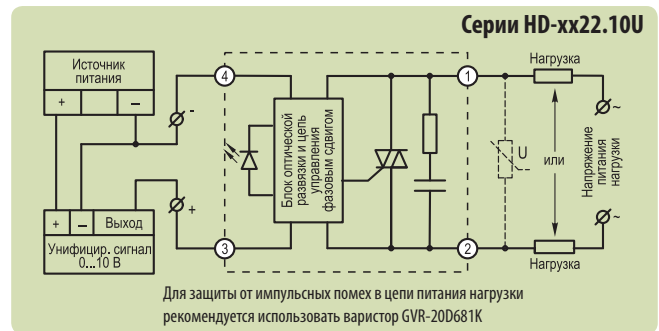 Серии HD-xx22.10U
Источник
питания
+ –
4
-
1
Нагрузка
~
Блок оптической
развязки и цепь
управления
фазовым сдвигом
U
или
Напряжение
питания
нагрузки
+ – Выход
Унифицир. сигнал
0...10 В
+
3
2
~
Нагрузка
Для защиты от импульсных помех в цепи питания нагрузки
рекомендуется использовать варистор GVR-20D681K